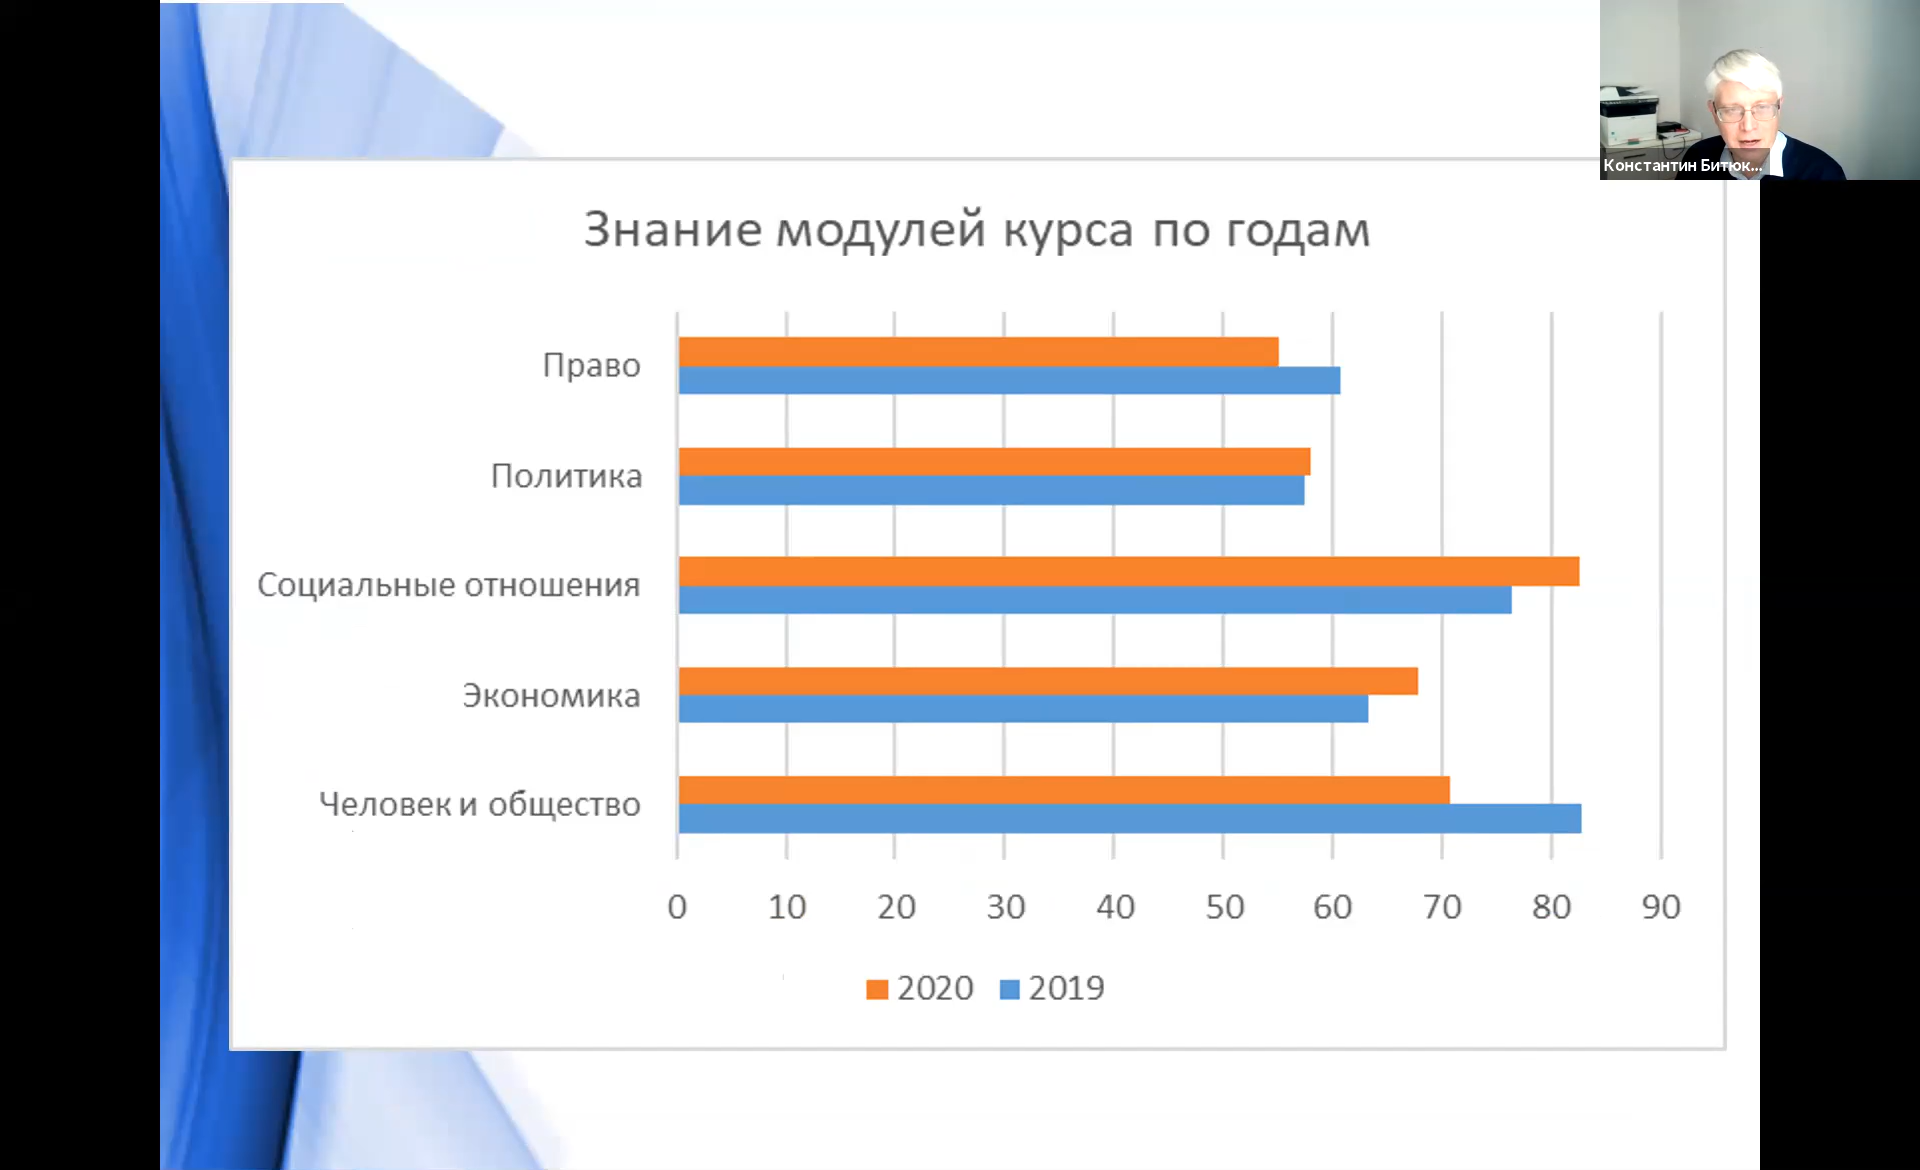 Константин Битюк...
Знание модулей курса по годам
Право
Политика
Социальные отношения
Экономика
Человек и общество
0 10 20 30 40 50 60 70 80 90
2020 2019